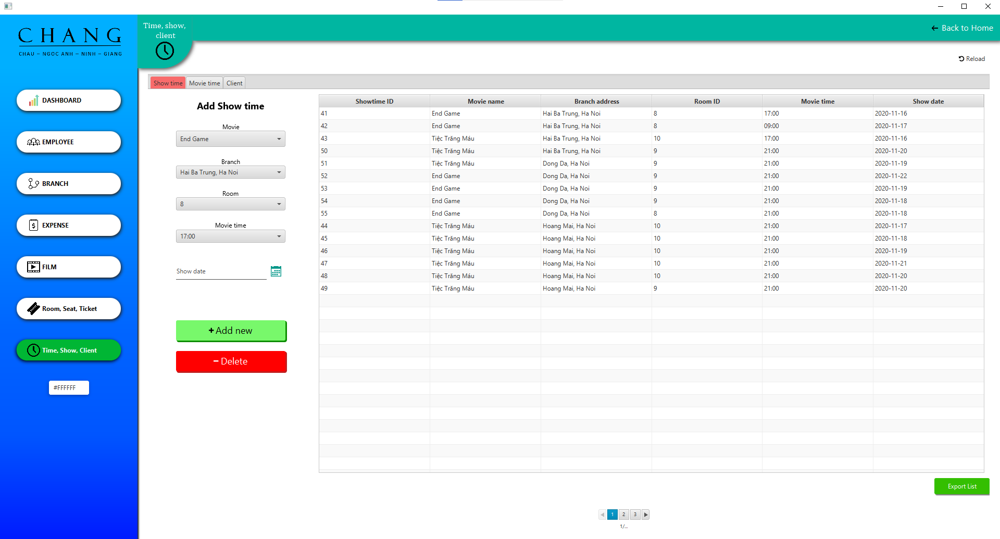 CHANG
CHAU – NGOC ANH – NINH – GIANG
DASHBOARD
EMPLOYEE
BRANCH
EXPENSE
FILM
Room, Seat, Ticket
Time, Show, Client
#FFFFFF
Time, show,
client
Back to Home
Reload
Show time Movie time Client
Add Show time
Movie
End Game
Branch
Hai Ba Trung, Ha Noi
Room
8
Movie time
17:00
Show date
+ Add new
– Delete
Showtime ID Movie name Branch address Room ID Movie time Show date
41 End Game Hai Ba Trung, Ha Noi 8 17:00 2020-11-16
42 End Game Hai Ba Trung, Ha Noi 8 09:00 2020-11-17
43 Tiệc Trăng Máu Hai Ba Trung, Ha Noi 10 17:00 2020-11-16
50 Tiệc Trăng Máu Hai Ba Trung, Ha Noi 9 21:00 2020-11-20
51 Tiệc Trăng Máu Dong Da, Ha Noi 9 21:00 2020-11-19
52 End Game Dong Da, Ha Noi 9 21:00 2020-11-22
53 End Game Dong Da, Ha Noi 9 21:00 2020-11-19
54 End Game Dong Da, Ha Noi 9 21:00 2020-11-18
55 End Game Dong Da, Ha Noi 8 21:00 2020-11-18
44 Tiệc Trăng Máu Hoang Mai, Ha Noi 10 21:00 2020-11-17
45 Tiệc Trăng Máu Hoang Mai, Ha Noi 10 21:00 2020-11-18
46 Tiệc Trăng Máu Hoang Mai, Ha Noi 10 21:00 2020-11-19
47 Tiệc Trăng Máu Hoang Mai, Ha Noi 10 21:00 2020-11-21
48 Tiệc Trăng Máu Hoang Mai, Ha Noi 10 21:00 2020-11-20
49 Tiệc Trăng Máu Hoang Mai, Ha Noi 9 21:00 2020-11-20
Export List
1 2 3
1/...